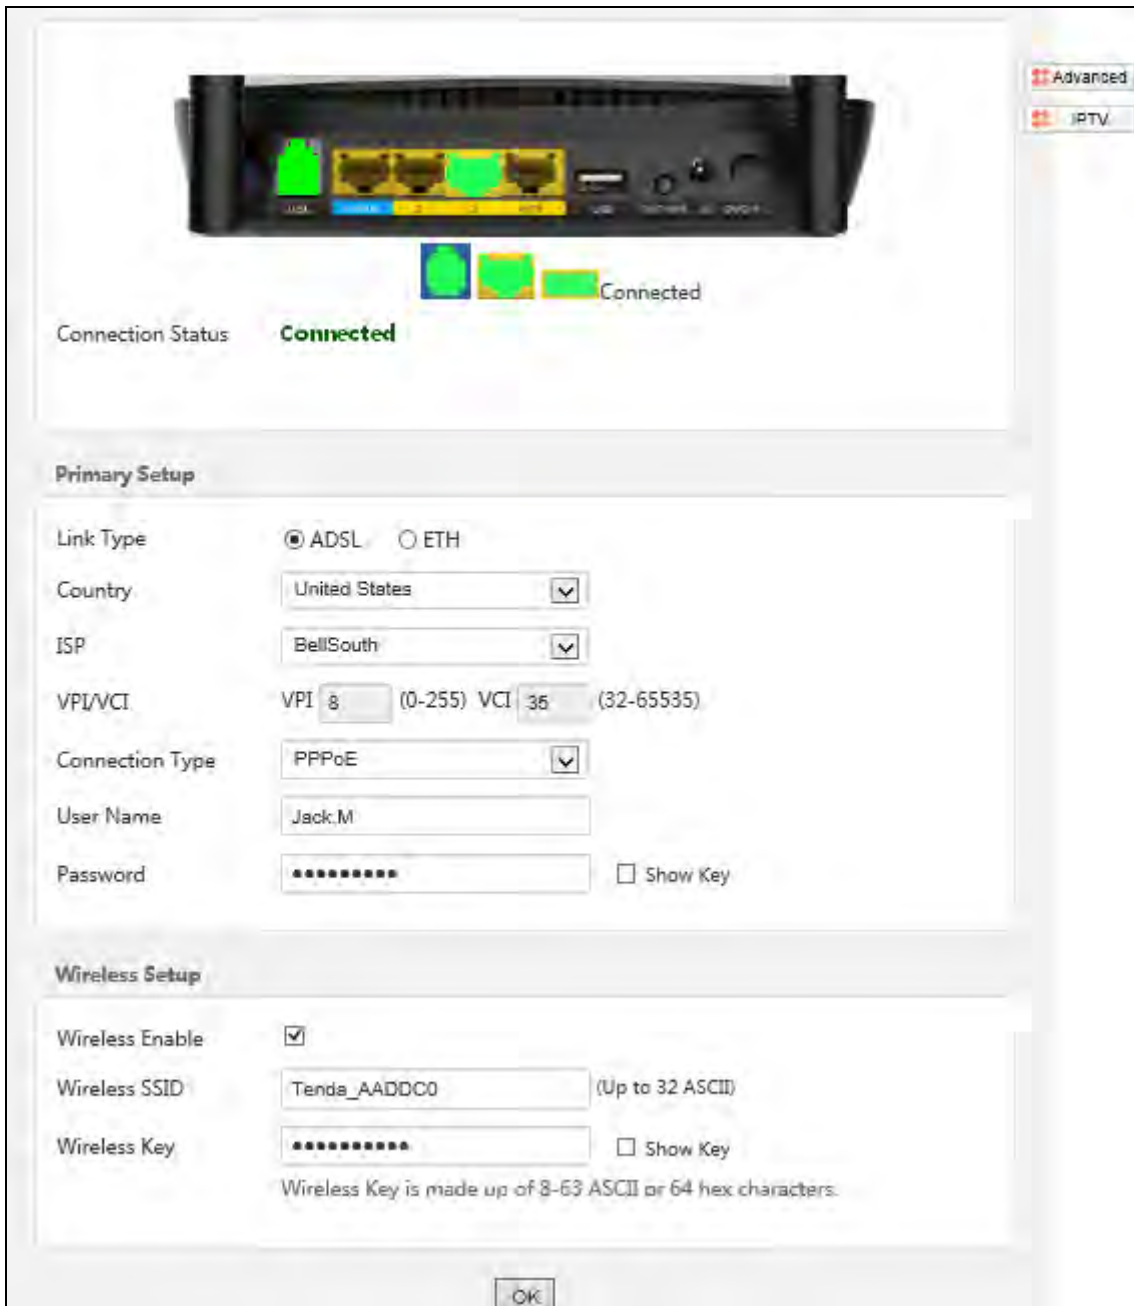 Advanced
IPTV
Connected
Connection Status Connected
Primary Setup
Link Type ADSL ETH
Country United States
ISP BellSouth
VPI/VCI VPI 8 (0-255) VCI 35 (32-65535)
Connection Type PPPoE
User Name Jack.M
Password ●●●●●●●●● Show Key
Wireless Setup
Wireless Enable
Wireless SSID Tenda_AADDC0 (Up to 32 ASCII)
Wireless Key ●●●●●●●●●● Show Key
Wireless Key is made up of 8-63 ASCII or 64 hex characters.
OK